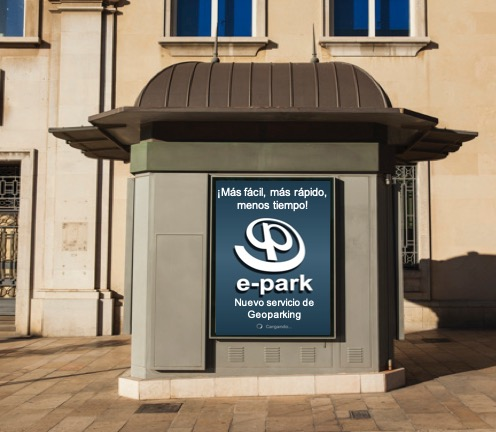 ¡Más fácil, más rápido,
menos tiempo!
e-park
Nuevo servicio de
Geoparking
Cargando...